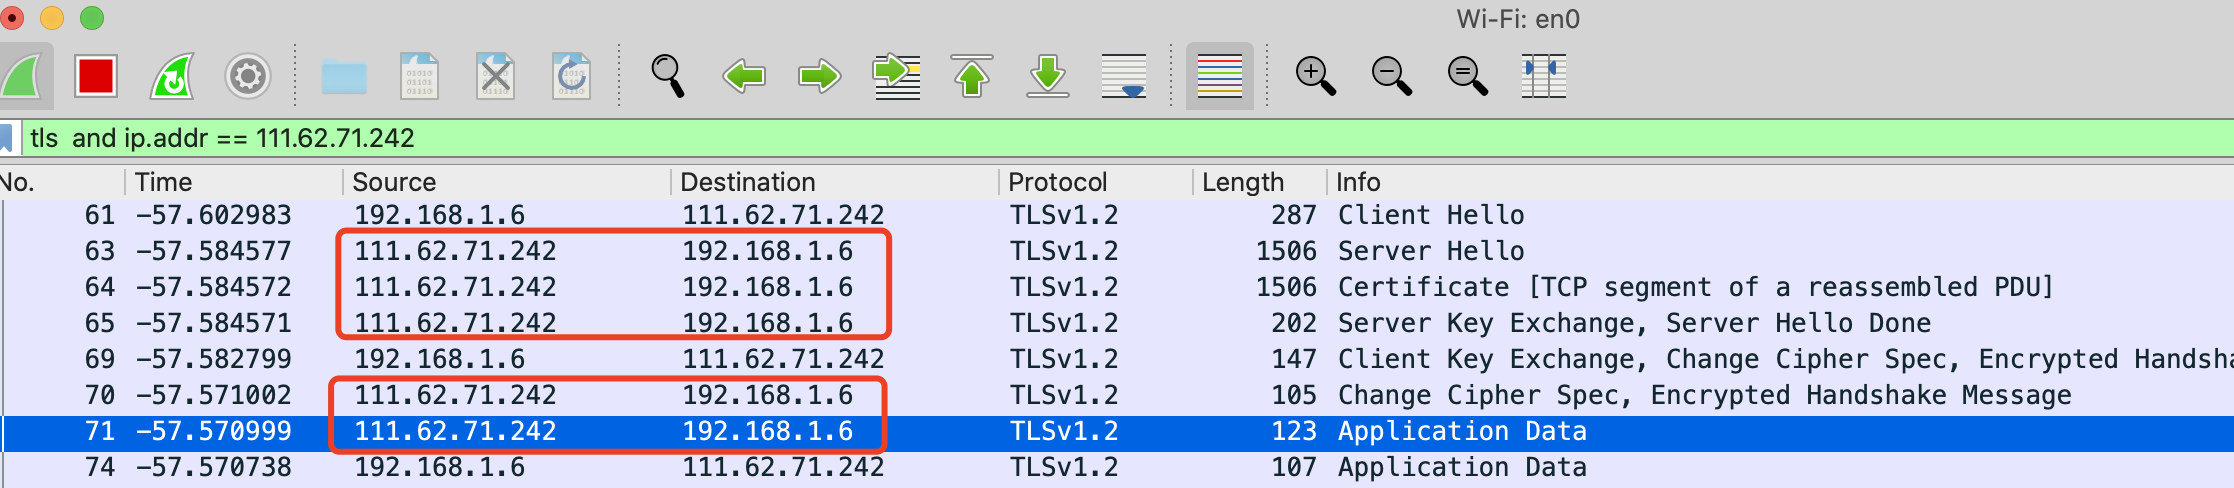 Wi-Fi: en0
tls  and ip.addr == 111.62.71.242
No. Time Source Destination Protocol Length Info
61 -57.602983 192.168.1.6 111.62.71.242 TLSv1.2 287 Client Hello
63 -57.584577 111.62.71.242 192.168.1.6 TLSv1.2 1506 Server Hello
64 -57.584572 111.62.71.242 192.168.1.6 TLSv1.2 1506 Certificate [TCP segment of a reassembled PDU]
65 -57.584571 111.62.71.242 192.168.1.6 TLSv1.2 202 Server Key Exchange, Server Hello Done
69 -57.582799 192.168.1.6 111.62.71.242 TLSv1.2 147 Client Key Exchange, Change Cipher Spec, Encrypted Handsha
70 -57.571002 111.62.71.242 192.168.1.6 TLSv1.2 105 Change Cipher Spec, Encrypted Handshake Message
71 -57.570999 111.62.71.242 192.168.1.6 TLSv1.2 123 Application Data
74 -57.570738 192.168.1.6 111.62.71.242 TLSv1.2 107 Application Data